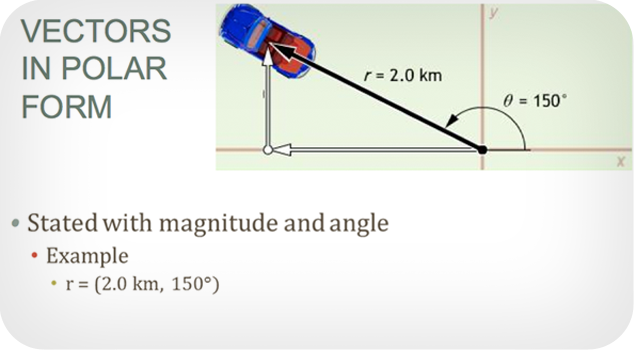 VECTORS
IN POLAR
FORM
y
r = 2.0 km
θ = 150°
x
• Stated with magnitude and angle
• Example
• r = (2.0 km, 150°)